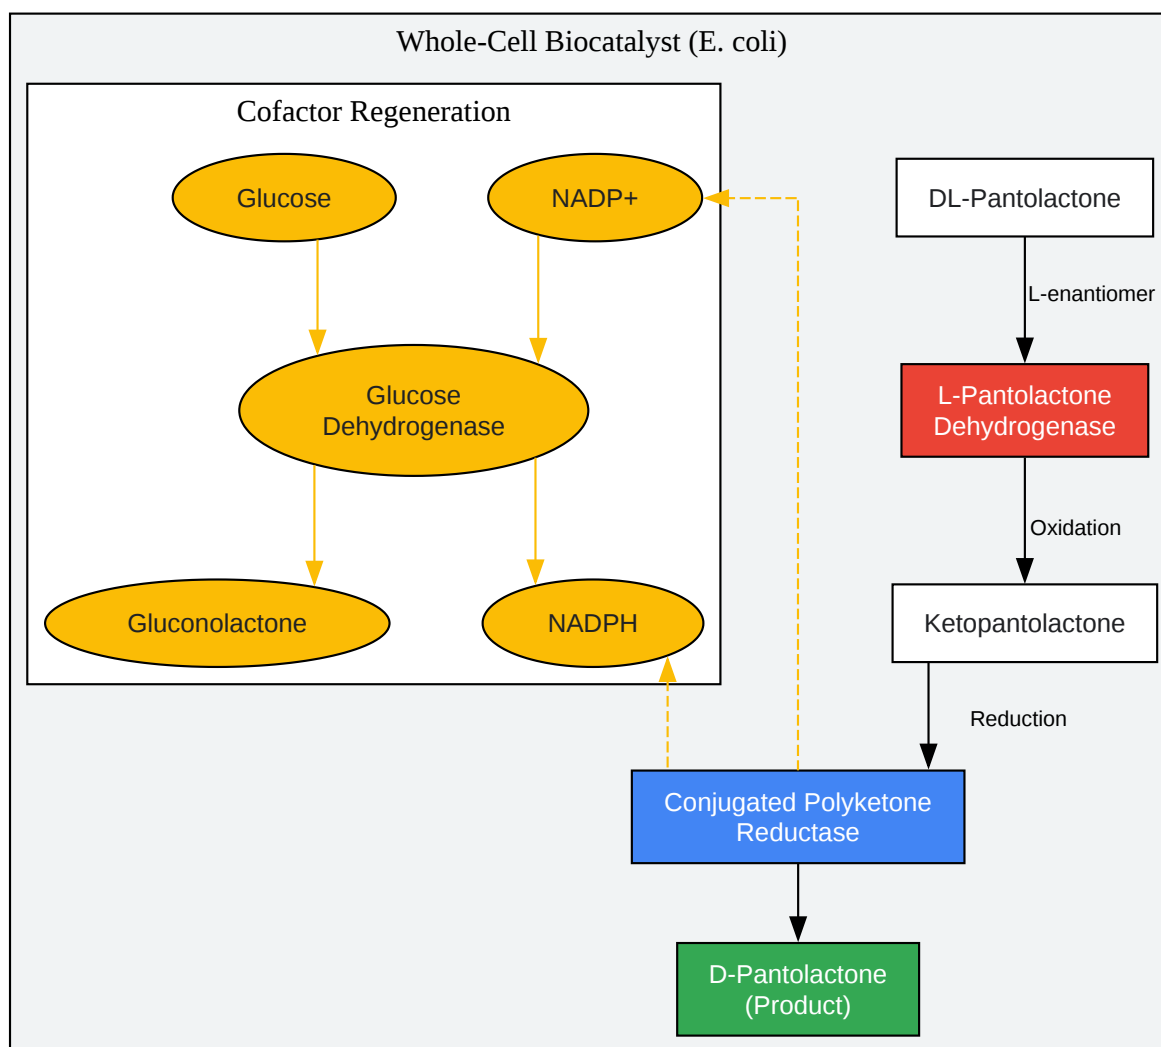 Whole-Cell Biocatalyst (E. coli)
Cofactor Regeneration
Glucose
NADP+
DL-Pantolactone
L-enantiomer
Glucose
Dehydrogenase
L-Pantolactone
Dehydrogenase
Oxidation
Gluconolactone
NADPH
Ketopantolactone
Reduction
Conjugated Polyketone
Reductase
D-Pantolactone
(Product)